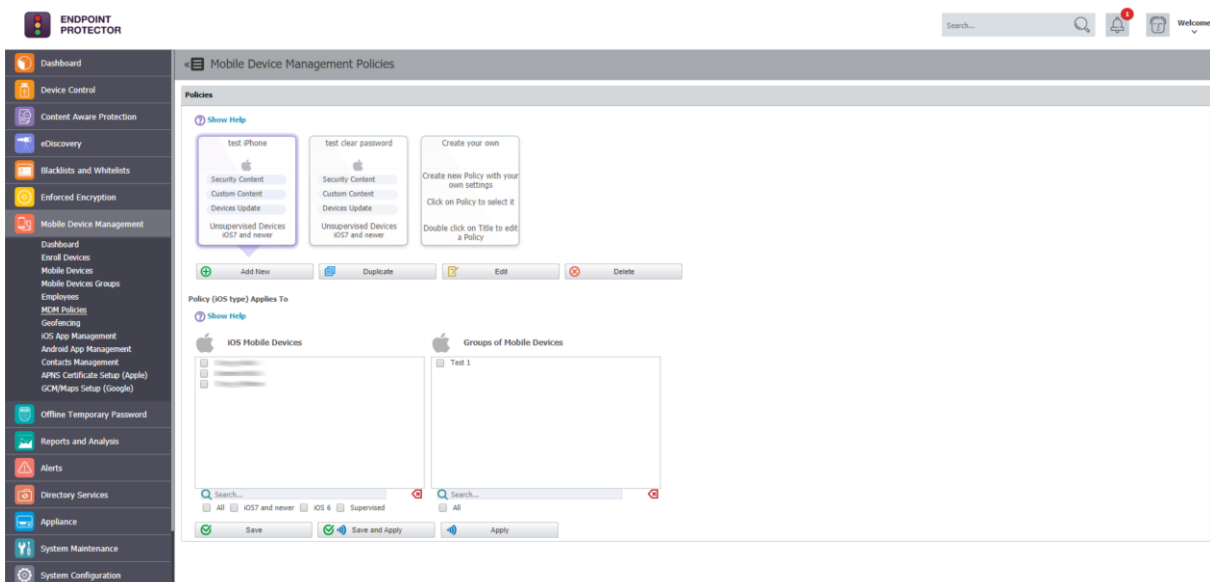 ENDPOINT
PROTECTOR
Search...
1
Welcome
Dashboard
Device Control
Content Aware Protection
eDiscovery
Blacklists and Whitelists
Enforced Encryption
Mobile Device Management
Dashboard
Enroll Devices
Mobile Devices
Mobile Devices Groups
Employees
MDM Policies
Geofencing
iOS App Management
Android App Management
Contacts Management
APNS Certificate Setup (Apple)
GCM/Maps Setup (Google)
Offline Temporary Password
Reports and Analysis
Alerts
Directory Services
Appliance
System Maintenance
System Configuration
Mobile Device Management Policies
Policies
Show Help
test iPhone
Security Content
Custom Content
Devices Update
Unsupervised Devices
iOS7 and newer
test clear password
Security Content
Custom Content
Devices Update
Unsupervised Devices
iOS7 and newer
Create your own
Create new Policy with your
own settings
Click on Policy to select it
Double click on Title to edit
a Policy
Add New Duplicate Edit Delete
Policy (iOS type) Applies To
Show Help
iOS Mobile Devices
Groups of Mobile Devices
Test 1
Search...
Search...
All iOS7 and newer iOS 6 Supervised
All
Save Save and Apply Apply